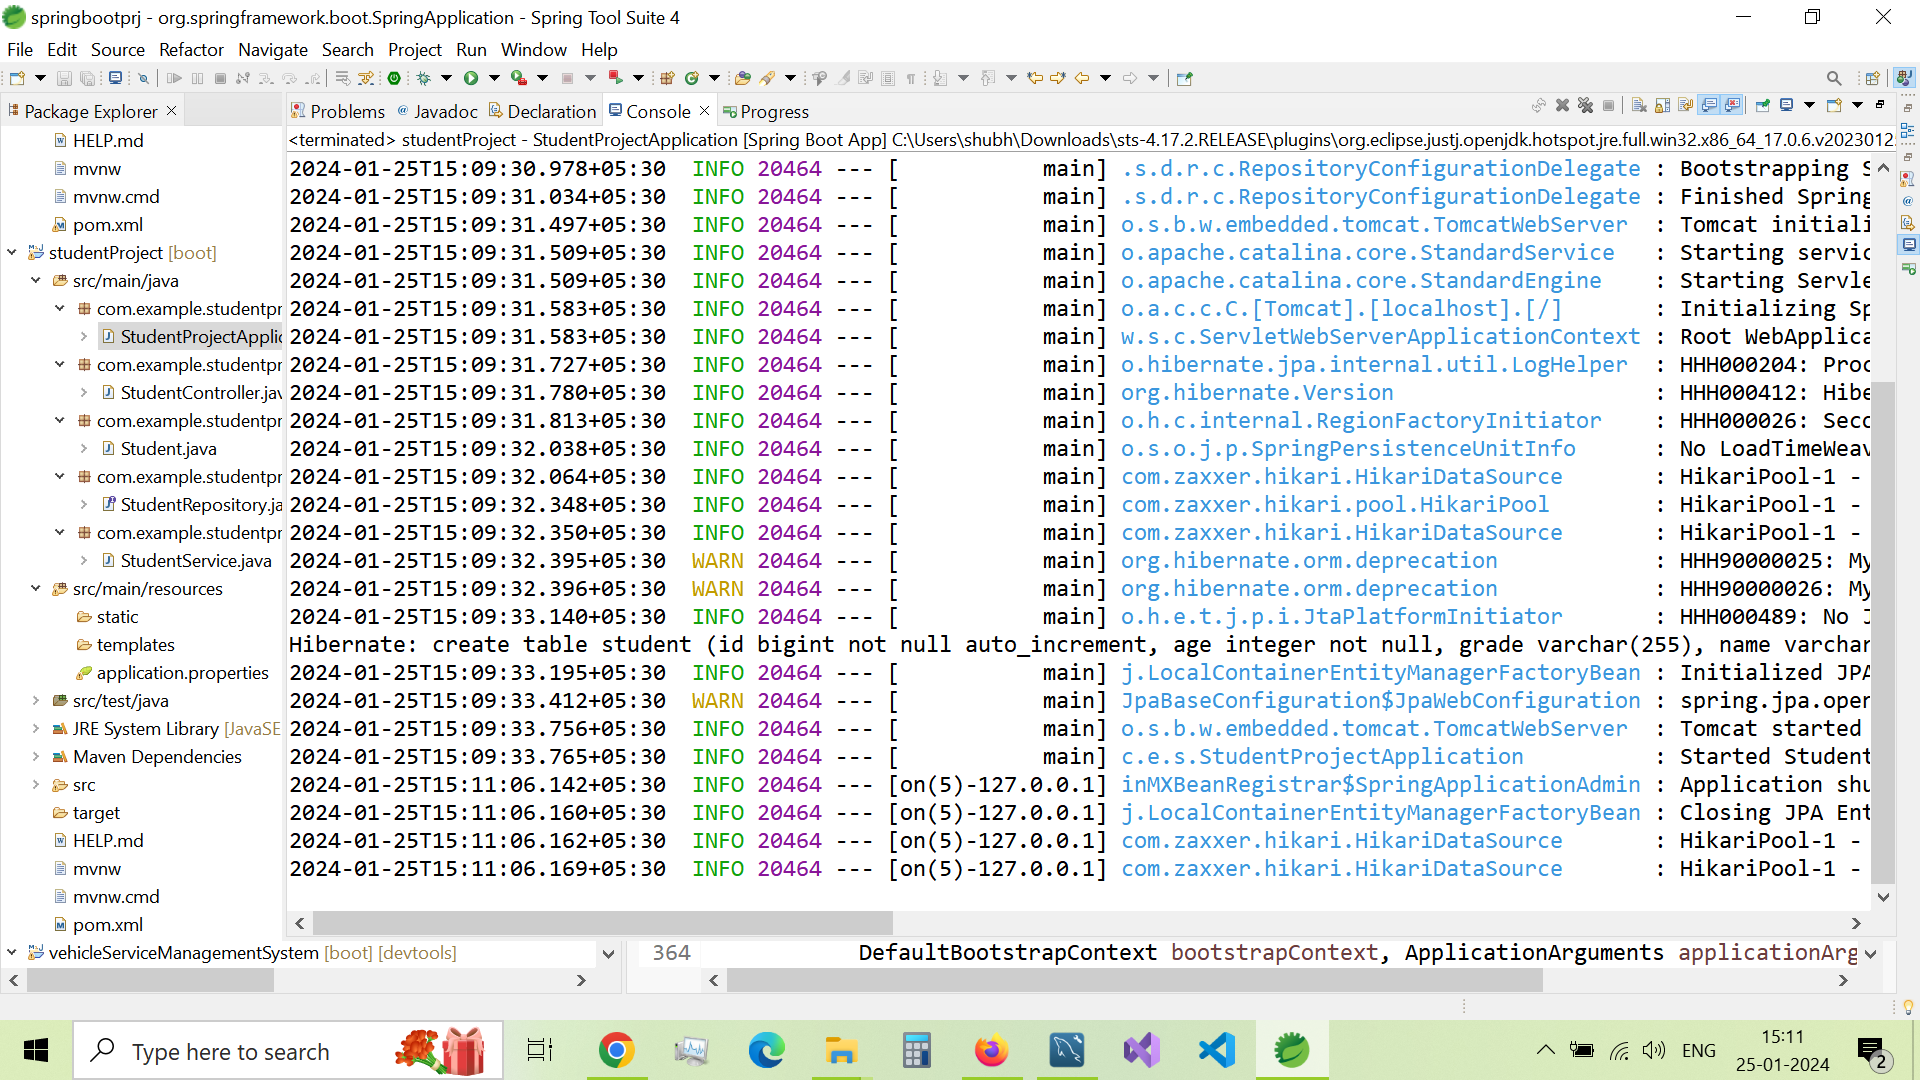 springbootprj - org.springframework.boot.SpringApplication - Spring Tool Suite 4
File Edit Source Refactor Navigate Search Project Run Window Help
Package Explorer
HELP.md
mvnw
mvnw.cmd
pom.xml
studentProject [boot]
src/main/java
com.example.studentpr
StudentProjectApplic
com.example.studentpr
StudentController.jav
com.example.studentpr
Student.java
com.example.studentpr
StudentRepository.ja
com.example.studentpr
StudentService.java
src/main/resources
static
templates
application.properties
src/test/java
JRE System Library [JavaSE
Maven Dependencies
src
target
HELP.md
mvnw
mvnw.cmd
pom.xml
vehicleServiceManagementSystem [boot] [devtools]
Problems Javadoc Declaration Console Progress
<terminated> studentProject - StudentProjectApplication [Spring Boot App] C:\Users\shubh\Downloads\sts-4.17.2.RELEASE\plugins\org.eclipse.justj.openjdk.hotspot.jre.full.win32.x86_64_17.0.6.v2023012
2024-01-25T15:09:30.978+05:30 INFO 20464 --- [ main] .s.d.r.c.RepositoryConfigurationDelegate : Bootstrapping S
2024-01-25T15:09:31.034+05:30 INFO 20464 --- [ main] .s.d.r.c.RepositoryConfigurationDelegate : Finished Spring
2024-01-25T15:09:31.497+05:30 INFO 20464 --- [ main] o.s.b.w.embedded.tomcat.TomcatWebServer : Tomcat initiali
2024-01-25T15:09:31.509+05:30 INFO 20464 --- [ main] o.apache.catalina.core.StandardService : Starting servic
2024-01-25T15:09:31.509+05:30 INFO 20464 --- [ main] o.apache.catalina.core.StandardEngine : Starting Servle
2024-01-25T15:09:31.583+05:30 INFO 20464 --- [ main] o.a.c.c.C.[Tomcat].[localhost].[/] : Initializing Sp
2024-01-25T15:09:31.583+05:30 INFO 20464 --- [ main] w.s.c.ServletWebServerApplicationContext : Root WebApplica
2024-01-25T15:09:31.727+05:30 INFO 20464 --- [ main] o.hibernate.jpa.internal.util.LogHelper : HHH000204: Proc
2024-01-25T15:09:31.780+05:30 INFO 20464 --- [ main] org.hibernate.Version : HHH000412: Hibe
2024-01-25T15:09:31.813+05:30 INFO 20464 --- [ main] o.h.c.internal.RegionFactoryInitiator : HHH000026: Seco
2024-01-25T15:09:32.038+05:30 INFO 20464 --- [ main] o.s.o.j.p.SpringPersistenceUnitInfo : No LoadTimeWeav
2024-01-25T15:09:32.064+05:30 INFO 20464 --- [ main] com.zaxxer.hikari.HikariDataSource : HikariPool-1 -
2024-01-25T15:09:32.348+05:30 INFO 20464 --- [ main] com.zaxxer.hikari.pool.HikariPool : HikariPool-1 -
2024-01-25T15:09:32.350+05:30 INFO 20464 --- [ main] com.zaxxer.hikari.HikariDataSource : HikariPool-1 -
2024-01-25T15:09:32.395+05:30 WARN 20464 --- [ main] org.hibernate.orm.deprecation : HHH90000025: My
2024-01-25T15:09:32.396+05:30 WARN 20464 --- [ main] org.hibernate.orm.deprecation : HHH90000026: My
2024-01-25T15:09:33.140+05:30 INFO 20464 --- [ main] o.h.e.t.j.p.i.JtaPlatformInitiator : HHH000489: No J
Hibernate: create table student (id bigint not null auto_increment, age integer not null, grade varchar(255), name varchar
2024-01-25T15:09:33.195+05:30 INFO 20464 --- [ main] j.LocalContainerEntityManagerFactoryBean : Initialized JPA
2024-01-25T15:09:33.412+05:30 WARN 20464 --- [ main] JpaBaseConfiguration$JpaWebConfiguration : spring.jpa.open
2024-01-25T15:09:33.756+05:30 INFO 20464 --- [ main] o.s.b.w.embedded.tomcat.TomcatWebServer : Tomcat started
2024-01-25T15:09:33.765+05:30 INFO 20464 --- [ main] c.e.s.StudentProjectApplication : Started Student
2024-01-25T15:11:06.142+05:30 INFO 20464 --- [on(5)-127.0.0.1] inMXBeanRegistrar$SpringApplicationAdmin : Application shu
2024-01-25T15:11:06.160+05:30 INFO 20464 --- [on(5)-127.0.0.1] j.LocalContainerEntityManagerFactoryBean : Closing JPA Ent
2024-01-25T15:11:06.162+05:30 INFO 20464 --- [on(5)-127.0.0.1] com.zaxxer.hikari.HikariDataSource : HikariPool-1 -
2024-01-25T15:11:06.169+05:30 INFO 20464 --- [on(5)-127.0.0.1] com.zaxxer.hikari.HikariDataSource : HikariPool-1 -
364 DefaultBootstrapContext bootstrapContext, ApplicationArguments applicationArg
Type here to search
ENG
15:11
25-01-2024
2